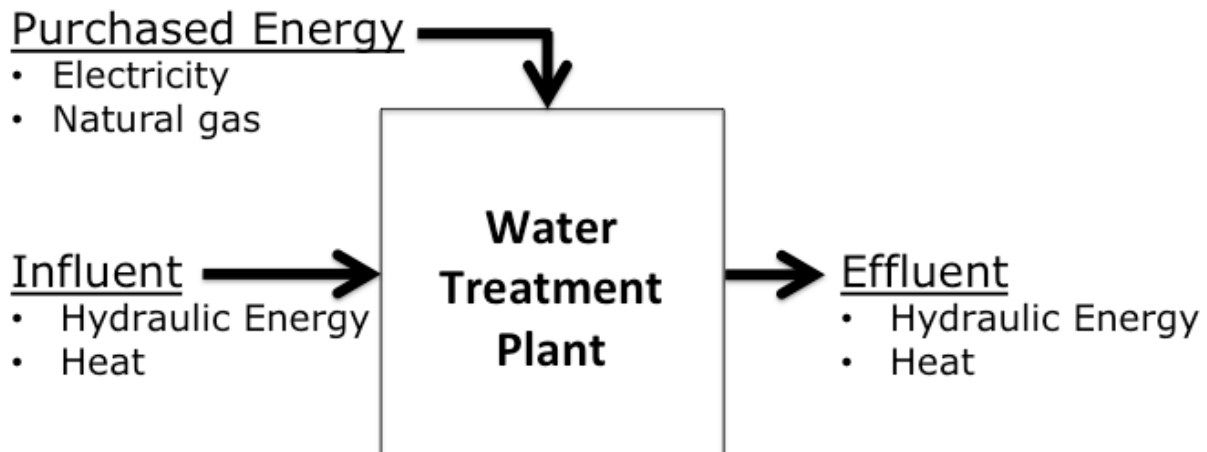 Purchased Energy
• Electricity
• Natural gas
Water
Treatment
Plant
Influent
• Hydraulic Energy
• Heat
Effluent
• Hydraulic Energy
• Heat